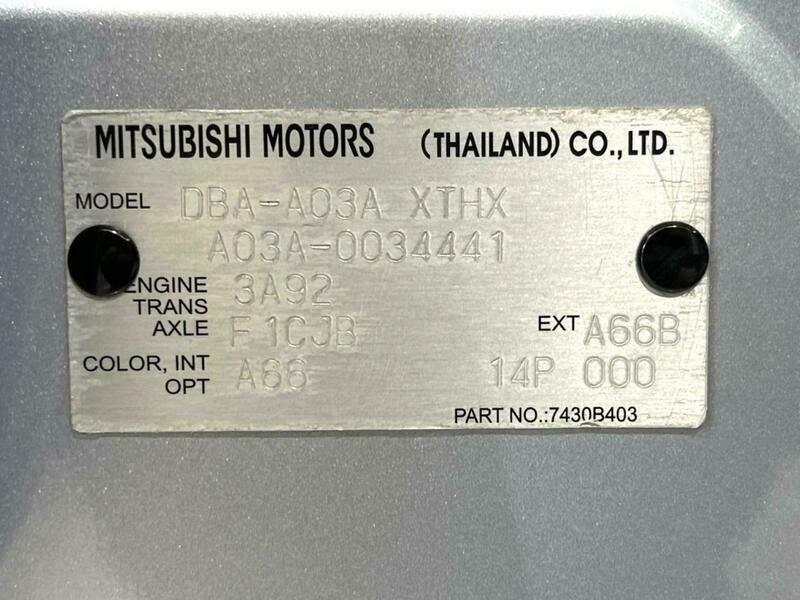 MITSUBISHI MOTORS (THAILAND) CO., LTD.
MODEL DBA-A03A XTHX
A03A-0034441
ENGINE 3A92
TRANS
AXLE F1CJB EXT A66B
COLOR, INT A66 14P 000
OPT
PART NO.:7430B403